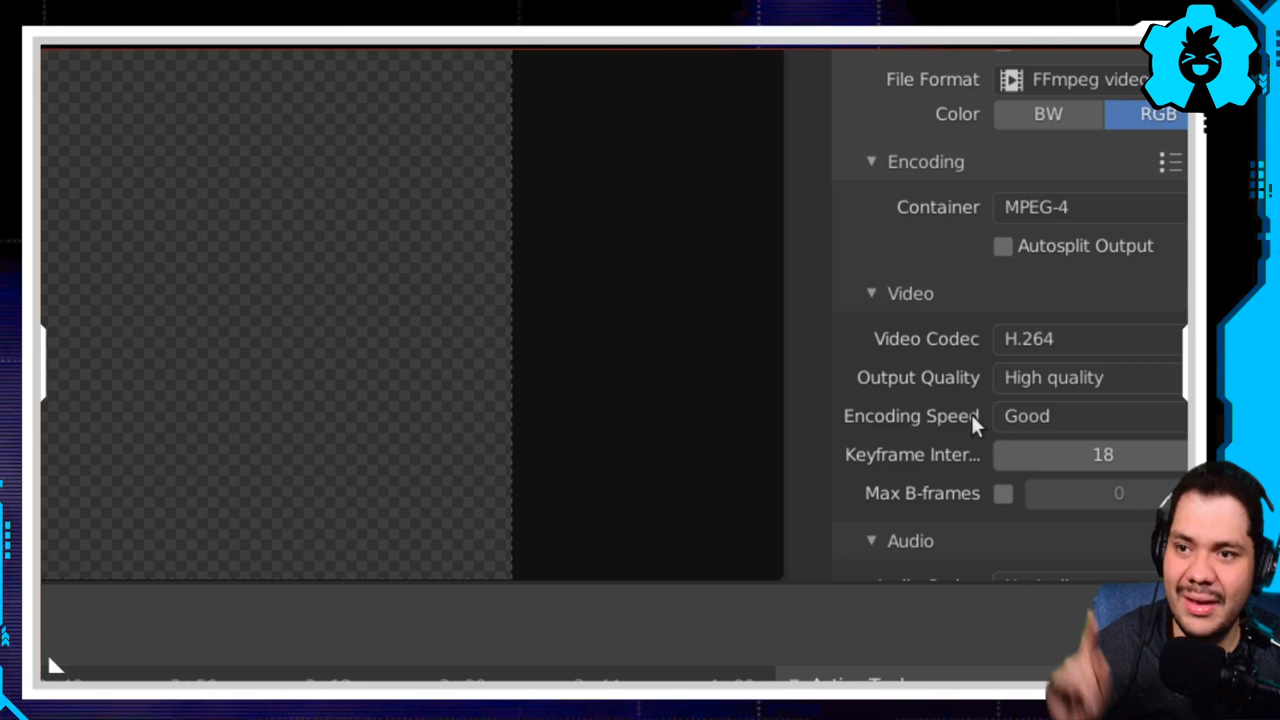 File Format FFmpeg video
Color BW RGB
Encoding
Container MPEG-4
Autosplit Output
Video
Video Codec H.264
Output Quality High quality
Encoding Speed Good
Keyframe Inter... 18
Max B-frames 0
Audio